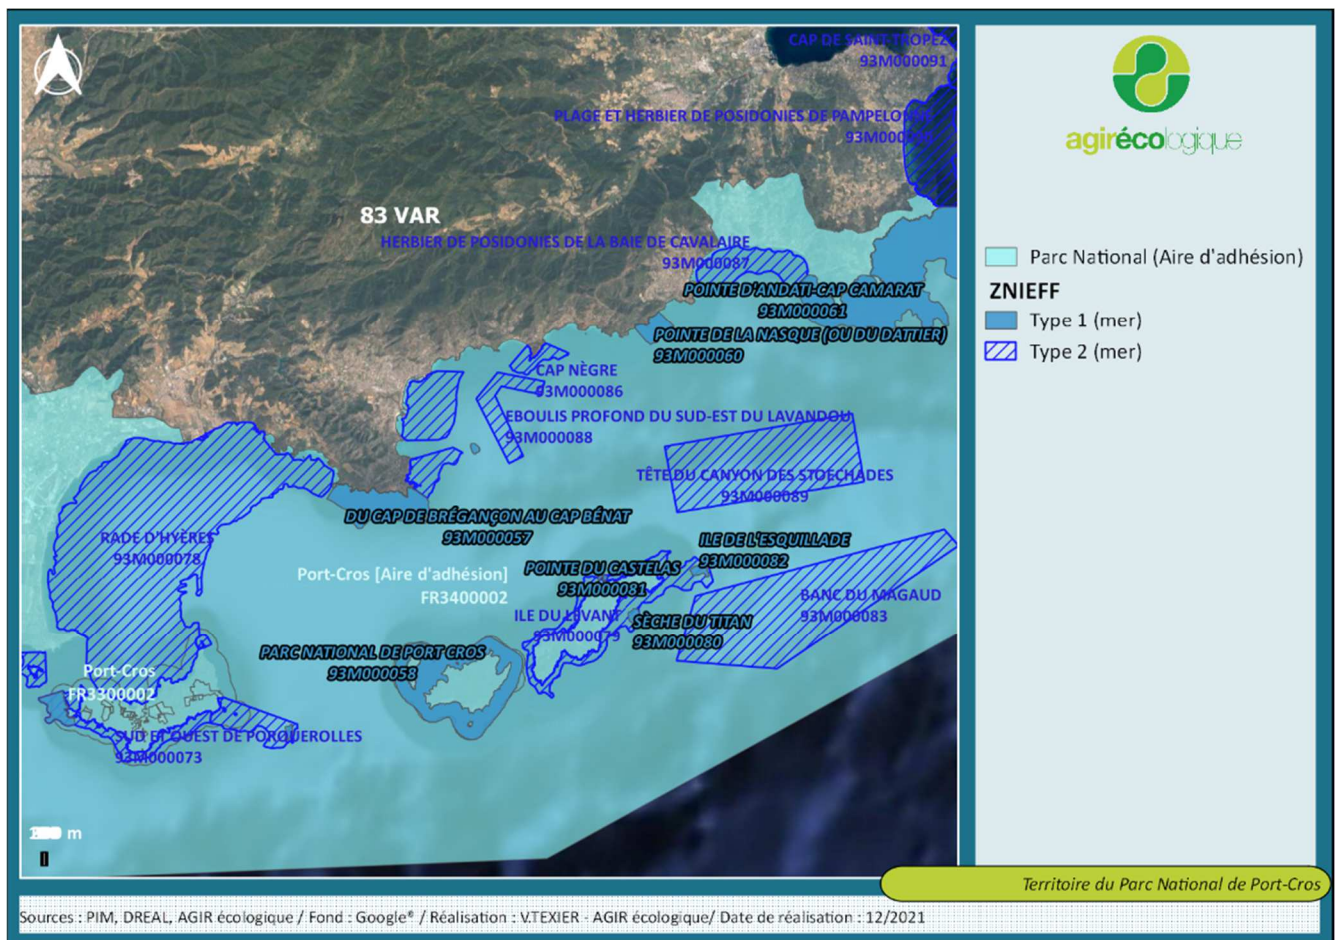 CAP DE SAINT-TROPEZ
93M000091
PLAGE ET HERBIER DE POSIDONIES DE PAMPELONNE
83 VAR
HERBIER DE POSIDONIES DE LA BAIE DE CAVALAIRE
93M000087
POINTE D'ANDATI-CAP CAMARAT
93M000061
POINTE DE LA NASQUE (OU DU DATTIER)
93M000060
CAP NÈGRE
93M000086
EBOULIS PROFOND DU SUD-EST DU LAVANDOU
93M000088
TÊTE DU CANYON DES STOECHADES
93M000089
DU CAP DE BRÉGANÇON AU CAP BÉNAT
93M000057
RADE D'HYÈRES
93M000078
ILE DE L'ESQUILLADE
93M000082
Port-Cros [Aire d'adhésion]
FR3400002
POINTE DU CASTELAS
93M000081
BANC DU MAGAUD
93M000083
ILE DU LEVANT
93M000079
SÈCHE DU TITAN
93M000080
PARC NATIONAL DE PORT CROS
93M000058
Port-Cros
FR3300002
SUD ET OUEST DE PORQUEROLLES
93M000073
m
agirécologique
Parc National (Aire d'adhésion)
ZNIEFF
Type 1 (mer)
Type 2 (mer)
Territoire du Parc National de Port-Cros
Sources : PIM, DREAL, AGIR écologique / Fond : Google® / Réalisation : V.TEXIER - AGIR écologique/ Date de réalisation : 12/2021